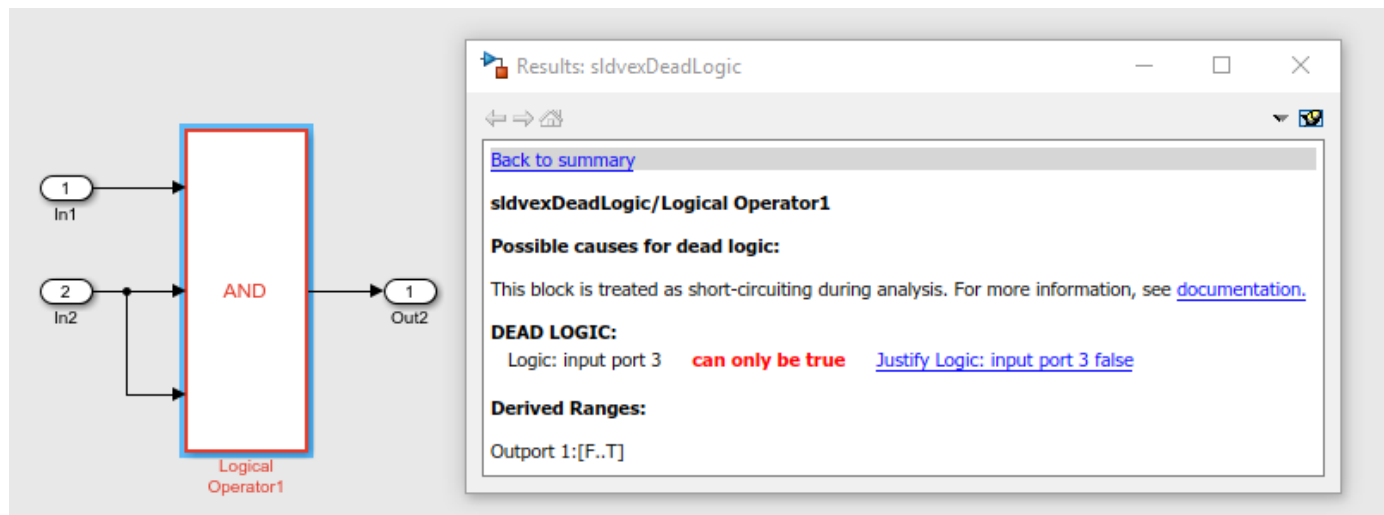 1
In1
2
In2
AND
Logical
Operator1
1
Out2
Results: sldvexDeadLogic
Back to summary
sldvexDeadLogic/Logical Operator1
Possible causes for dead logic:
This block is treated as short-circuiting during analysis. For more information, see documentation.
DEAD LOGIC:
Logic: input port 3 can only be true Justify Logic: input port 3 false
Derived Ranges:
Outport 1:[F..T]